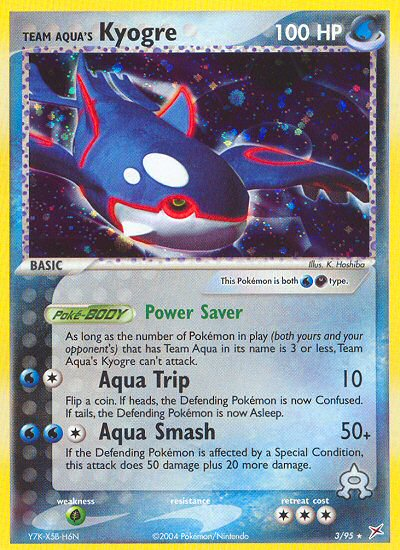 TEAM AQUA'S Kyogre 100 HP
BASIC
Illus. K. Hoshiba
This Pokémon is both type.
Poké-BODY Power Saver
As long as the number of Pokémon in play (both yours and your
opponent's) that has Team Aqua in its name is 3 or less, Team
Aqua's Kyogre can't attack.
Aqua Trip 10
Flip a coin. If heads, the Defending Pokémon is now Confused.
If tails, the Defending Pokémon is now Asleep.
Aqua Smash 50+
If the Defending Pokémon is affected by a Special Condition,
this attack does 50 damage plus 20 more damage.
weakness resistance retreat cost
Y7K-X5B-H6N ©2004 Pokémon/Nintendo 3/95 ★